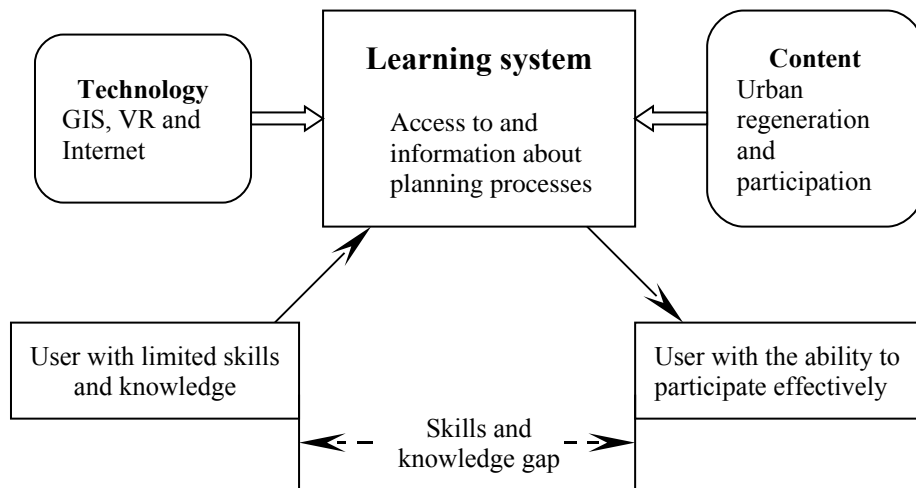 Technology
GIS, VR and
Internet
Learning system
Access to and
information about
planning processes
Content
Urban
regeneration
and
participation
User with limited skills
and knowledge
User with the ability to
participate effectively
Skills and
knowledge gap